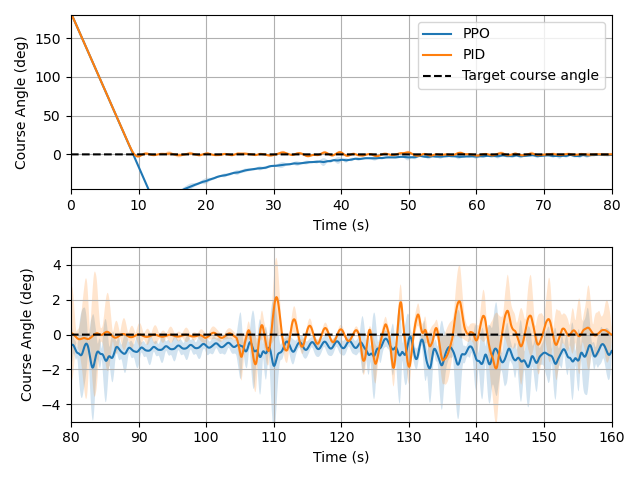 Course Angle (deg)
150
100
50
0
PPO
PID
Target course angle
0 10 20 30 40 50 60 70 80
Time (s)
Course Angle (deg)
4
2
0
−2
−4
80 90 100 110 120 130 140 150 160
Time (s)